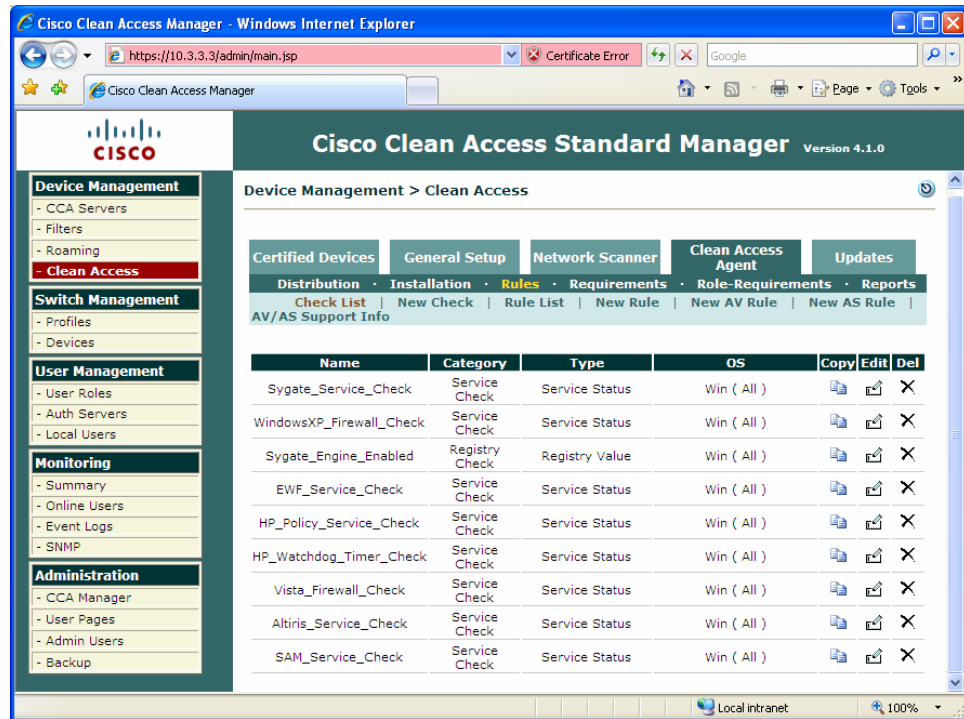 Cisco Clean Access Manager - Windows Internet Explorer
https://10.3.3.3/admin/main.jsp
Certificate Error
Google
Cisco Clean Access Manager
Page
Tools
»
CISCO
Cisco Clean Access Standard Manager Version 4.1.0
Device Management
- CCA Servers
- Filters
- Roaming
- Clean Access
Switch Management
- Profiles
- Devices
User Management
- User Roles
- Auth Servers
- Local Users
Monitoring
- Summary
- Online Users
- Event Logs
- SNMP
Administration
- CCA Manager
- User Pages
- Admin Users
- Backup
Device Management > Clean Access
Certified Devices
General Setup
Network Scanner
Clean Access
Agent
Updates
Distribution · Installation · Rules · Requirements · Role-Requirements · Reports
Check List | New Check | Rule List | New Rule | New AV Rule | New AS Rule |
AV/AS Support Info
Name Category Type OS Copy Edit Del
Sygate_Service_Check Service Check Service Status Win ( All )
WindowsXP_Firewall_Check Service Check Service Status Win ( All )
Sygate_Engine_Enabled Registry Check Registry Value Win ( All )
EWF_Service_Check Service Check Service Status Win ( All )
HP_Policy_Service_Check Service Check Service Status Win ( All )
HP_Watchdog_Timer_Check Service Check Service Status Win ( All )
Vista_Firewall_Check Service Check Service Status Win ( All )
Altiris_Service_Check Service Check Service Status Win ( All )
SAM_Service_Check Service Check Service Status Win ( All )
Local intranet
100%